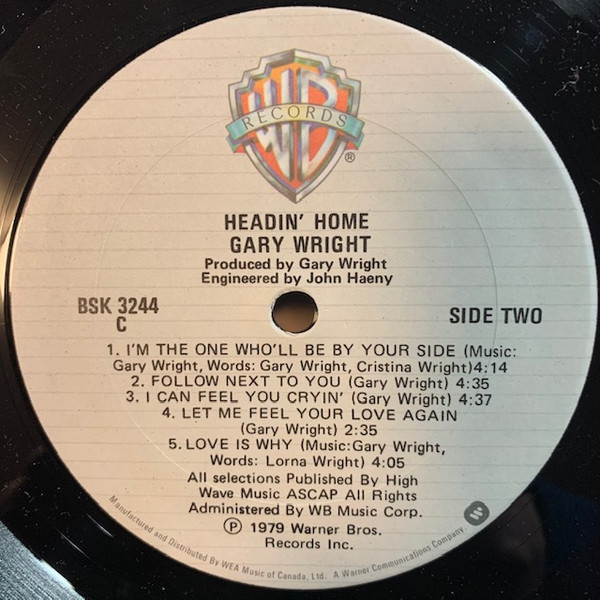 WB
RECORDS
®
HEADIN' HOME
GARY WRIGHT
Produced by Gary Wright
Engineered by John Haeny
BSK 3244
C
SIDE TWO
1. I'M THE ONE WHO'LL BE BY YOUR SIDE (Music:
Gary Wright, Words: Gary Wright, Cristina Wright)4:14
2. FOLLOW NEXT TO YOU (Gary Wright) 4:35
3. I CAN FEEL YOU CRYIN' (Gary Wright) 4:37
4. LET ME FEEL YOUR LOVE AGAIN
(Gary Wright) 2:35
5. LOVE IS WHY (Music:Gary Wright,
Words: Lorna Wright) 4:05
All selections Published By High
Wave Music ASCAP All Rights
Administered By WB Music Corp.
℗ 1979 Warner Bros.
Records Inc.
Manufactured and Distributed By WEA Music of Canada, Ltd. A Warner Communications Company